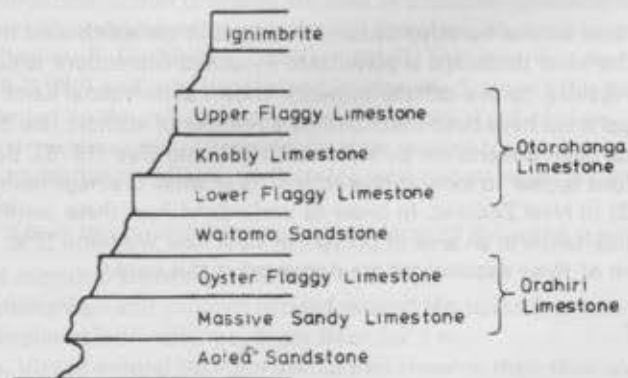 Ignimbrite
Upper Flaggy Limestone
Knobly Limestone
Otorohanga
Limestone
Lower Flaggy Limestone
Waitomo Sandstone
Oyster Flaggy Limestone
Orahiri
Limestone
Massive Sandy Limestone
Sandstone